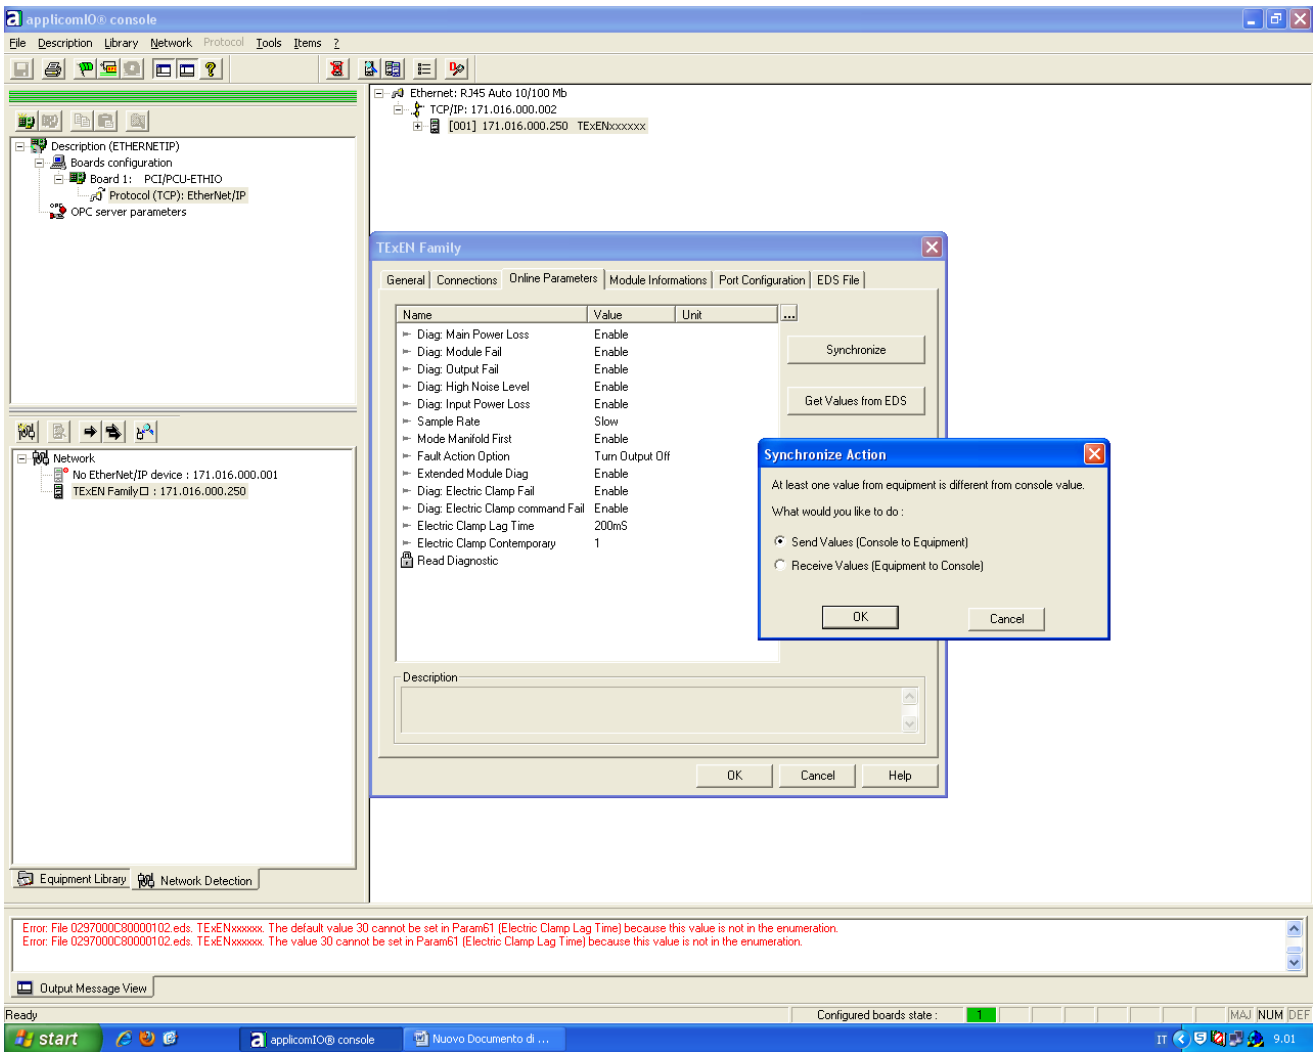 applicomIO® console
File Description Library Network Protocol Tools Items ?
Description (ETHERNETIP)
Boards configuration
Board 1: PCI/PCU-ETHIO
Protocol (TCP): EtherNet/IP
OPC server parameters
Network
No EtherNet/IP device : 171.016.000.001
TExEN Family□ : 171.016.000.250
Equipment Library Network Detection
Ethernet: RJ45 Auto 10/100 Mb
TCP/IP: 171.016.000.002
[001] 171.016.000.250 TExENxxxxxx
TExEN Family
General Connections Online Parameters Module Informations Port Configuration EDS File
Name Value Unit ...
Diag: Main Power Loss Enable
Diag: Module Fail Enable
Diag: Output Fail Enable
Diag: High Noise Level Enable
Diag: Input Power Loss Enable
Sample Rate Slow
Mode Manifold First Enable
Fault Action Option Turn Output Off
Extended Module Diag Enable
Diag: Electric Clamp Fail Enable
Diag: Electric Clamp command Fail Enable
Electric Clamp Lag Time 200mS
Electric Clamp Contemporary 1
Read Diagnostic
Synchronize
Get Values from EDS
Description
OK Cancel Help
Synchronize Action
At least one value from equipment is different from console value.
What would you like to do :
Send Values (Console to Equipment)
Receive Values (Equipment to Console)
OK Cancel
Error: File 0297000C80000102.eds. TExENxxxxxx. The default value 30 cannot be set in Param61 (Electric Clamp Lag Time) because this value is not in the enumeration.
Error: File 0297000C80000102.eds. TExENxxxxxx. The value 30 cannot be set in Param61 (Electric Clamp Lag Time) because this value is not in the enumeration.
Output Message View
Ready Configured boards state : 1 MAJ NUM DEF
start applicomIO® console Nuovo Documento di ... IT 9.01